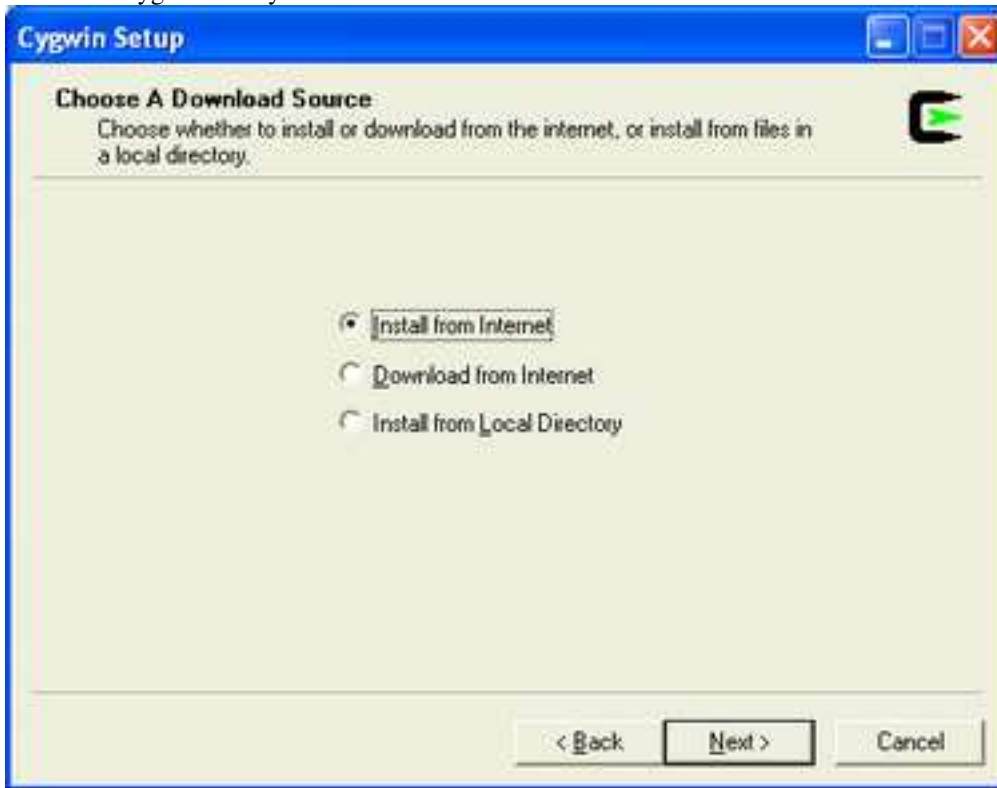 Cygwin Setup
Choose A Download Source
Choose whether to install or download from the internet, or install from files in
a local directory.
Install from Internet
Download from Internet
Install from Local Directory
< Back
Next >
Cancel